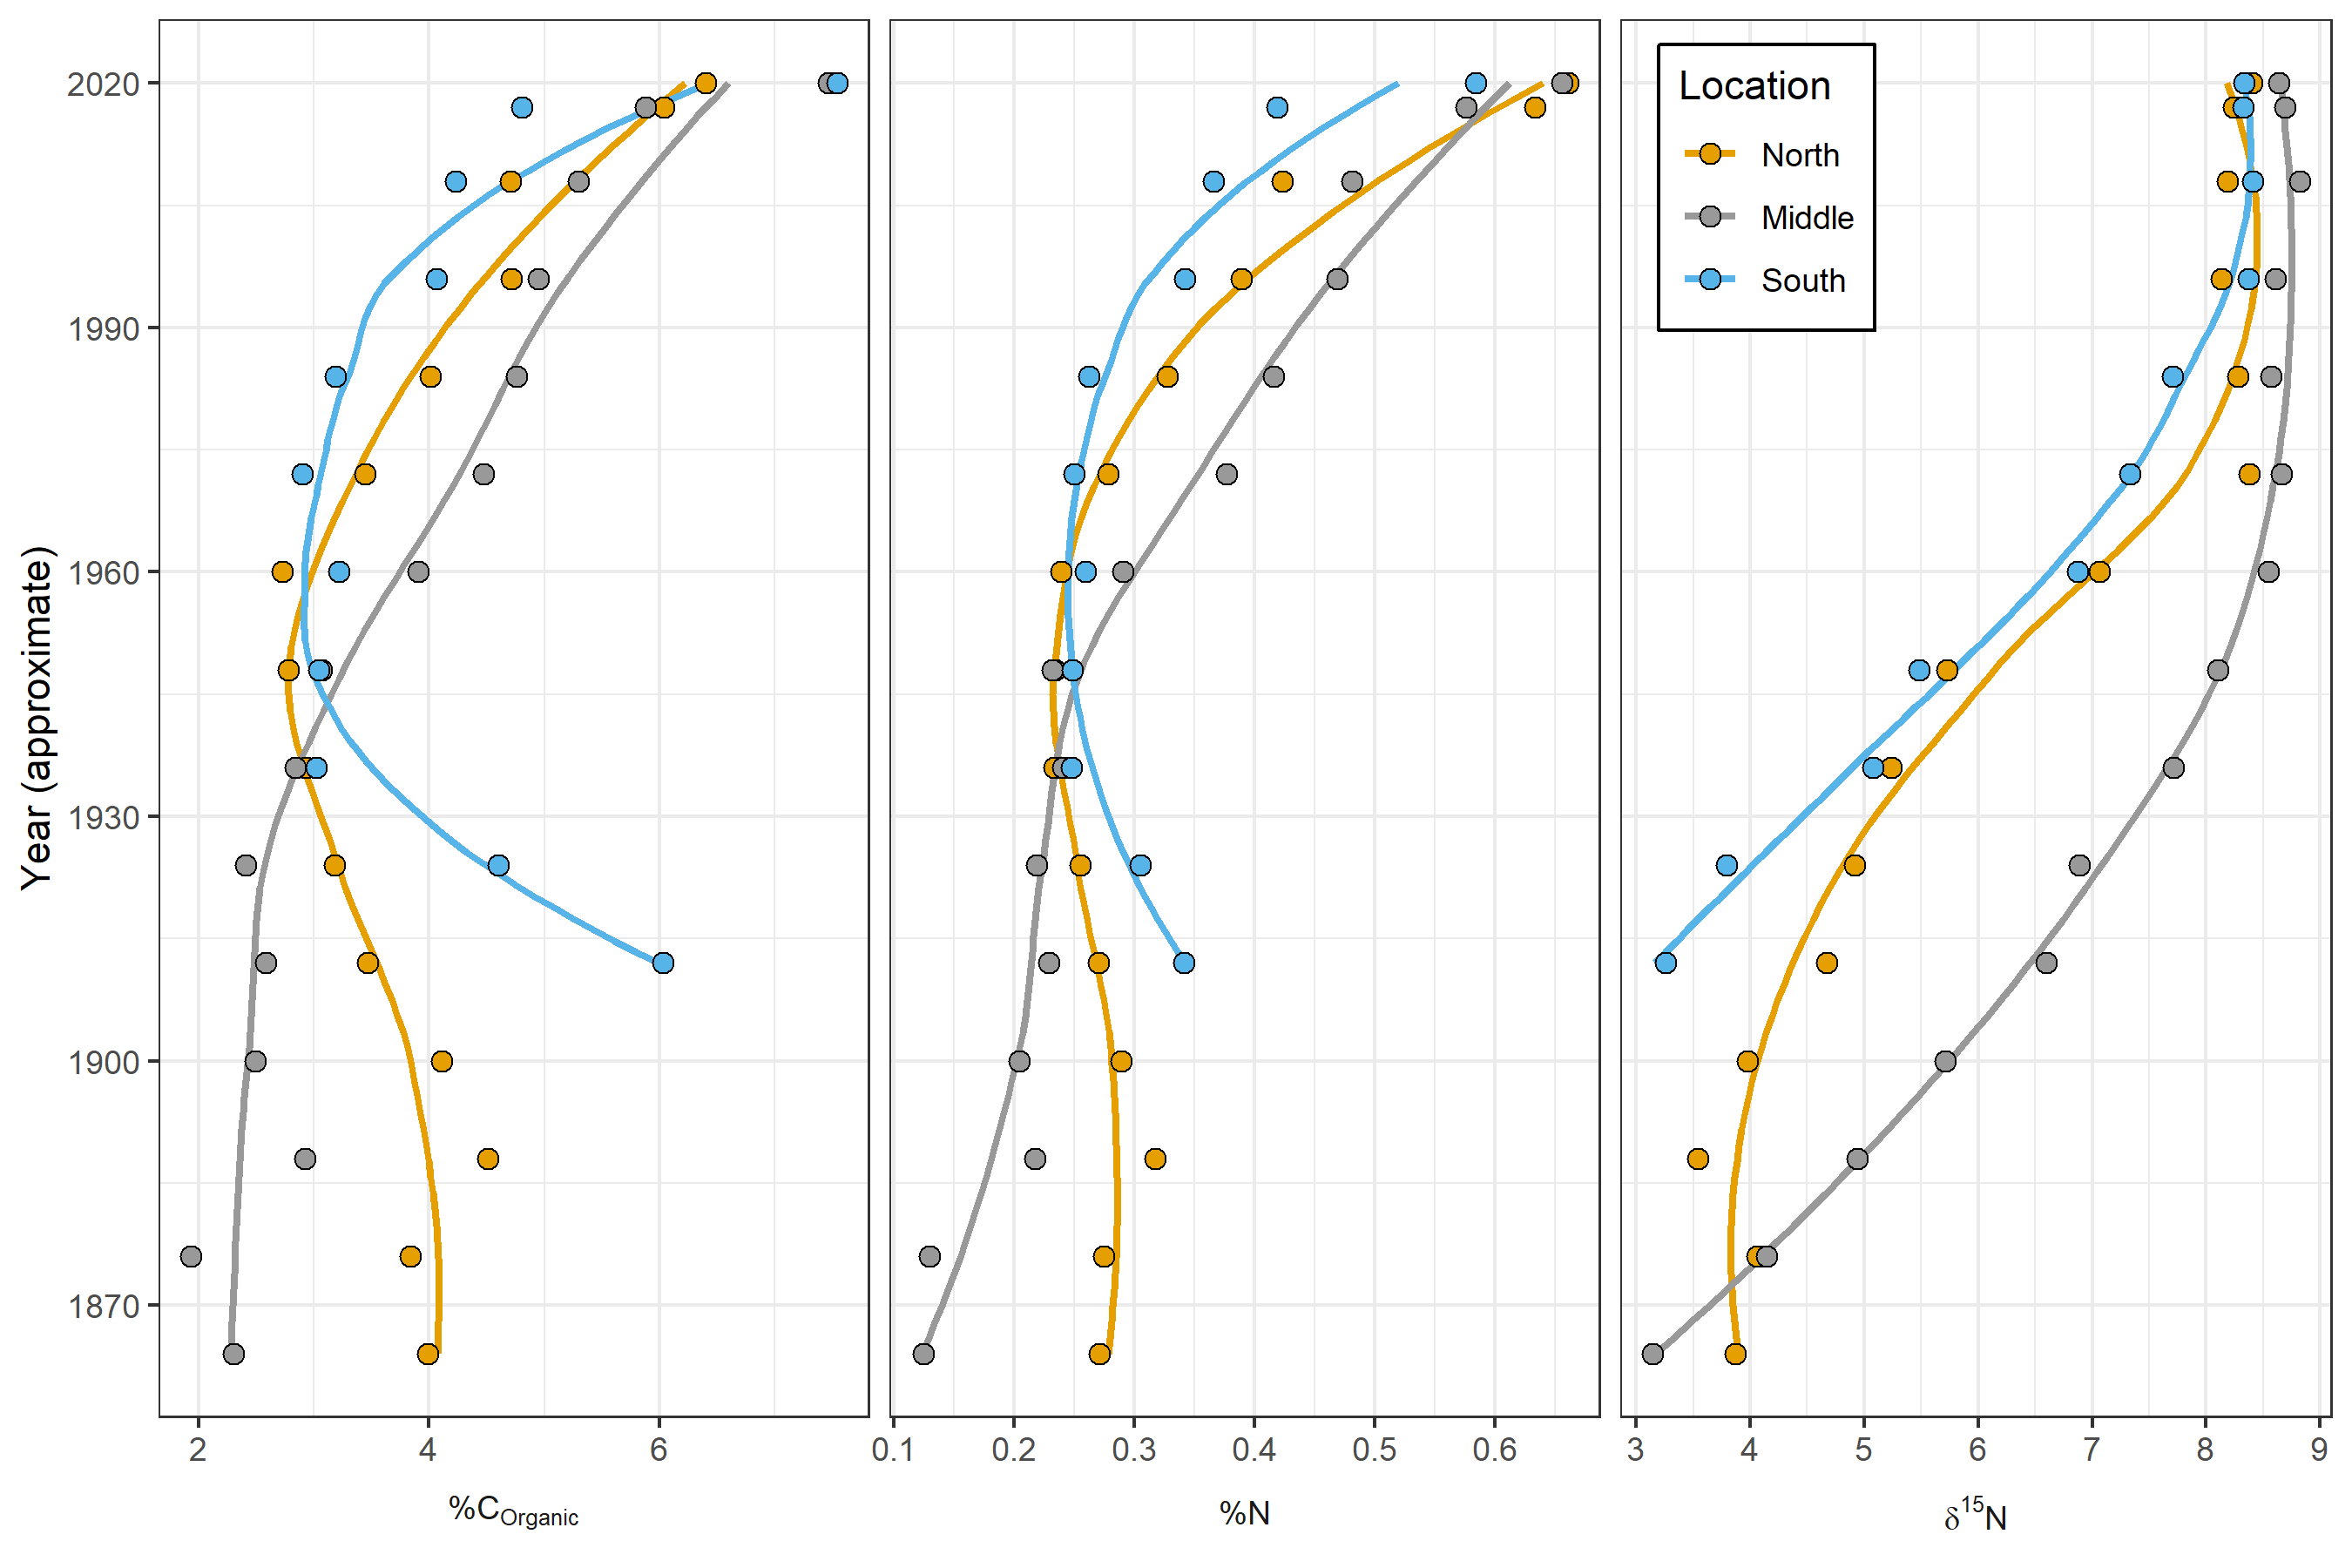 Year (approximate)
2020
1990
1960
1930
1900
1870
2 4 6
%COrganic
0.1 0.2 0.3 0.4 0.5 0.6
%N
3 4 5 6 7 8 9
δ15N
Location
North
Middle
South